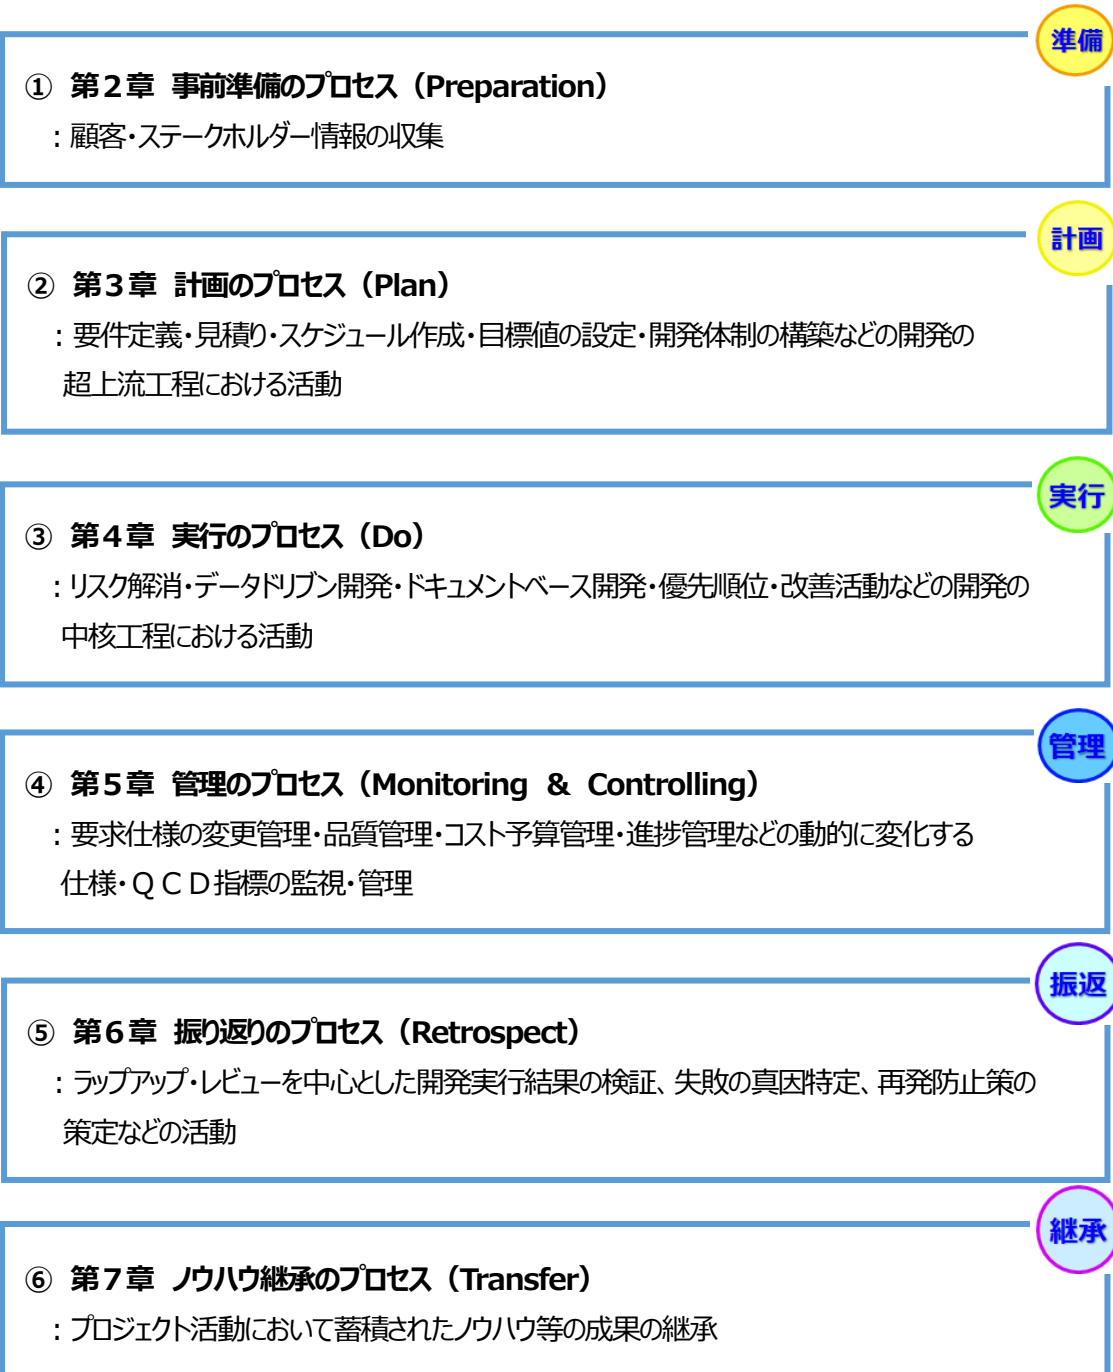 準備
① 第２章 事前準備のプロセス（Preparation）
：顧客・ステークホルダー情報の収集
計画
② 第３章 計画のプロセス（Plan）
：要件定義・見積り・スケジュール作成・目標値の設定・開発体制の構築などの開発の
超上流工程における活動
実行
③ 第４章 実行のプロセス（Do）
：リスク解消・データドリブン開発・ドキュメントベース開発・優先順位・改善活動などの開発の
中核工程における活動
管理
④ 第５章 管理のプロセス（Monitoring ＆ Controlling）
：要求仕様の変更管理・品質管理・コスト予算管理・進捗管理などの動的に変化する
仕様・ＱＣＤ指標の監視・管理
振返
⑤ 第６章 振り返りのプロセス（Retrospect）
：ラップアップ・レビューを中心とした開発実行結果の検証、失敗の真因特定、再発防止策の
策定などの活動
継承
⑥ 第７章 ノウハウ継承のプロセス（Transfer）
：プロジェクト活動において蓄積されたノウハウ等の成果の継承